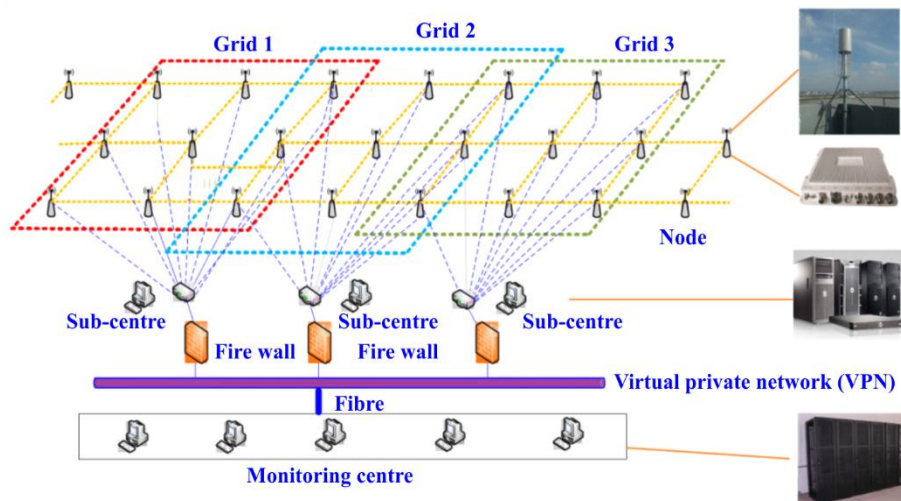 Grid 1
Grid 2
Grid 3
Node
Sub-centre
Sub-centre
Sub-centre
Fire wall
Fire wall
Virtual private network (VPN)
Fibre
Monitoring centre